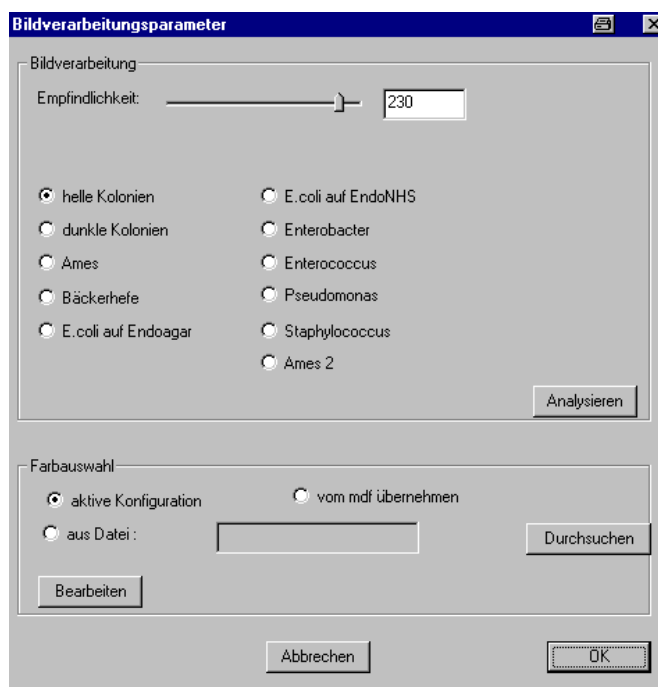 Bildverarbeitungsparameter
Bildverarbeitung
Empfindlichkeit:
230
helle Kolonien
E.coli auf EndoNHS
dunkle Kolonien
Enterobacter
Ames
Enterococcus
Bäckerhefe
Pseudomonas
E.coli auf Endoagar
Staphylococcus
Ames 2
Analysieren
Farbauswahl
aktive Konfiguration
vom mdf übernehmen
aus Datei :
Durchsuchen
Bearbeiten
Abbrechen
OK